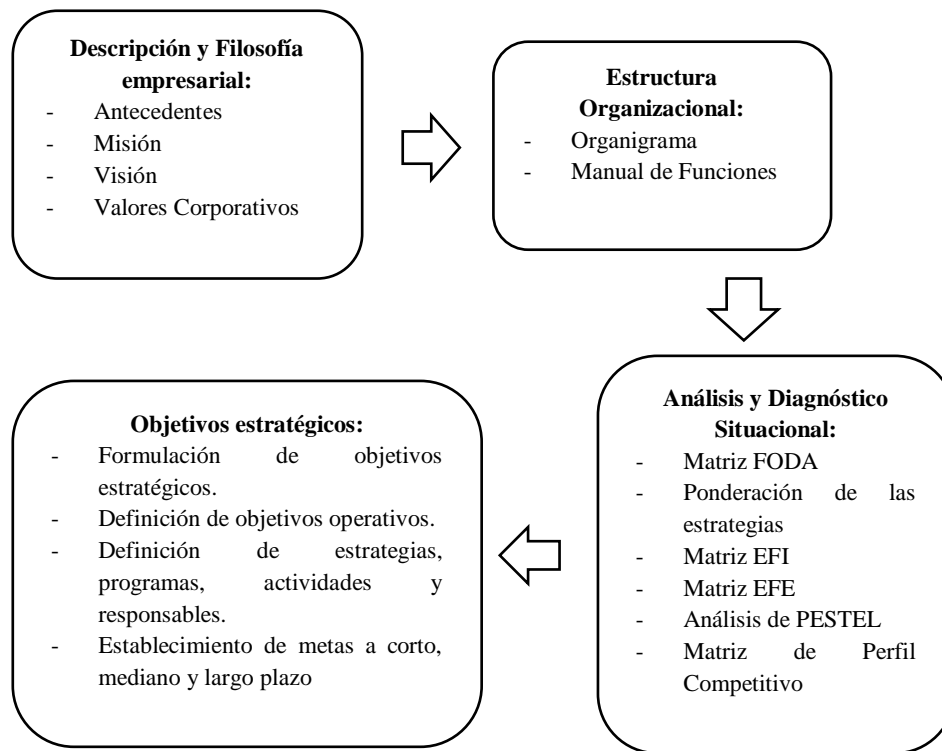 Descripción y Filosofía
empresarial:
- Antecedentes
- Misión
- Visión
- Valores Corporativos
Estructura
Organizacional:
- Organigrama
- Manual de Funciones
Análisis y Diagnóstico
Situacional:
- Matriz FODA
- Ponderación de las
estrategias
- Matriz EFI
- Matriz EFE
- Análisis de PESTEL
- Matriz de Perfil
Competitivo
Objetivos estratégicos:
- Formulación de objetivos
estratégicos.
- Definición de objetivos operativos.
- Definición de estrategias,
programas, actividades y
responsables.
- Establecimiento de metas a corto,
mediano y largo plazo